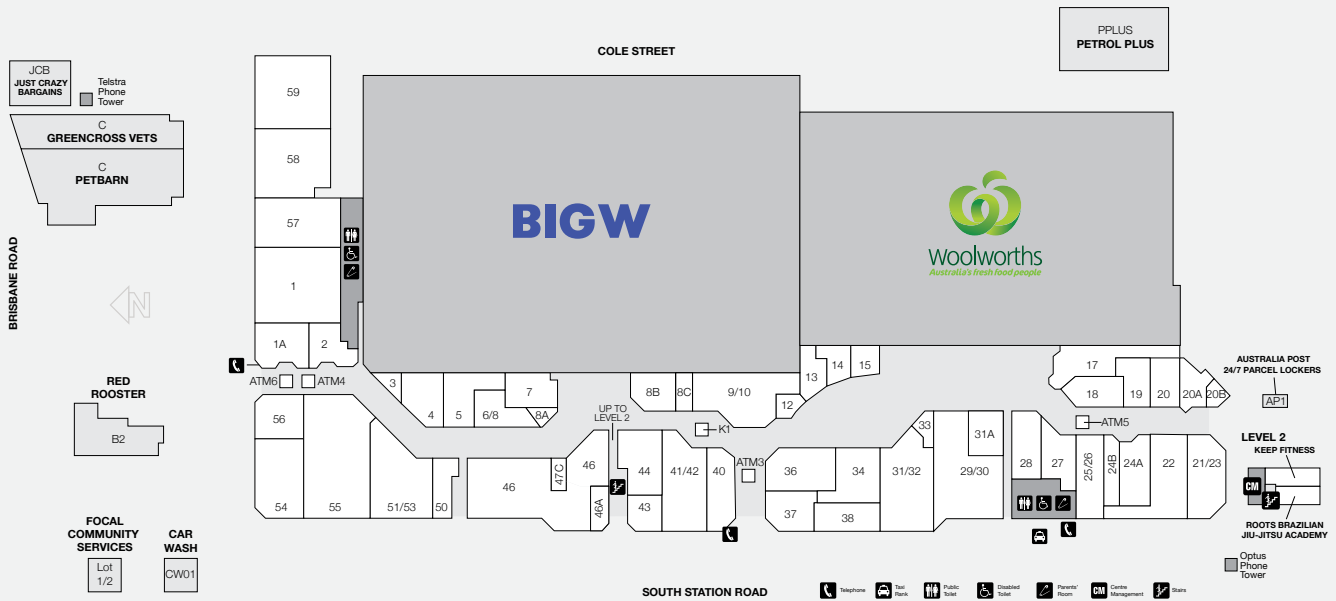 COLE STREET
PPLUS
PETROL PLUS
JCB
JUST CRAZY
BARGAINS
Telstra
Phone
Tower
C
GREENCROSS VETS
C
PETBARN
BRISBANE ROAD
N
RED
ROOSTER
B2
FOCAL
COMMUNITY
SERVICES
Lot
1/2
CAR
WASH
CW01
59
58
57
1
1A
2
ATM6
ATM4
BIGW
Woolworths
Australia's fresh food people
3
4
5
6/8
7
8A
8B
8C
9/10
12
13
14
15
17
18
19
20
20A
20B
UP TO
LEVEL 2
K1
ATM3
ATM5
56
54
55
51/53
50
46
47C
46
46A
44
43
41/42
40
36
37
34
38
31/32
33
29/30
31A
28
27
25/26
24B
24A
22
21/23
AUSTRALIA POST
24/7 PARCEL LOCKERS
AP1
LEVEL 2
KEEP FITNESS
CM
ROOTS BRAZILIAN
JIU-JITSU ACADEMY
Optus
Phone
Tower
SOUTH STATION ROAD
Telephone
Taxi
Rank
Public
Toilet
Disabled
Toilet
Parents'
Room
CM
Centre
Management
Stairs